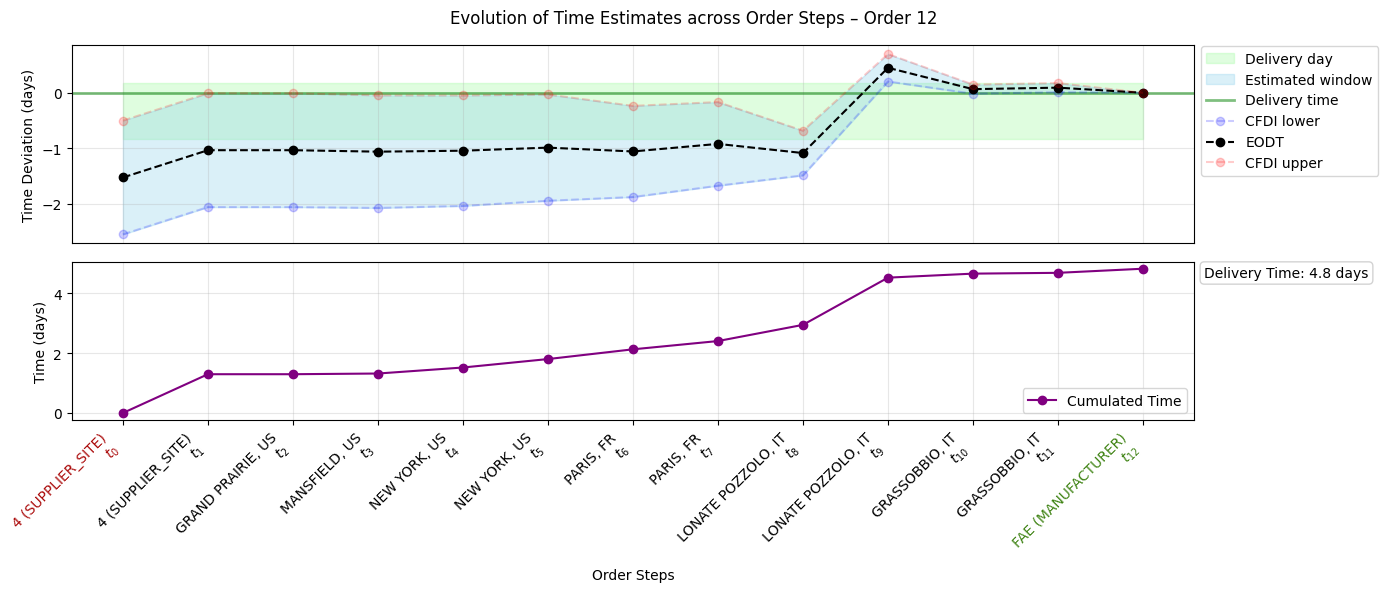 Evolution of Time Estimates across Order Steps – Order 12
Time Deviation (days)
0
−1
−2
Delivery day
Estimated window
Delivery time
CFDI lower
EODT
CFDI upper
Time (days)
4
2
0
Delivery Time: 4.8 days
Cumulated Time
4 (SUPPLIER_SITE)
t0
4 (SUPPLIER_SITE)
t1
GRAND PRAIRIE, US
t2
MANSFIELD, US
t3
NEW YORK, US
t4
NEW YORK, US
t5
PARIS, FR
t6
PARIS, FR
t7
LONATE POZZOLO, IT
t8
LONATE POZZOLO, IT
t9
GRASSOBBIO, IT
t10
GRASSOBBIO, IT
t11
FAE (MANUFACTURER)
t12
Order Steps